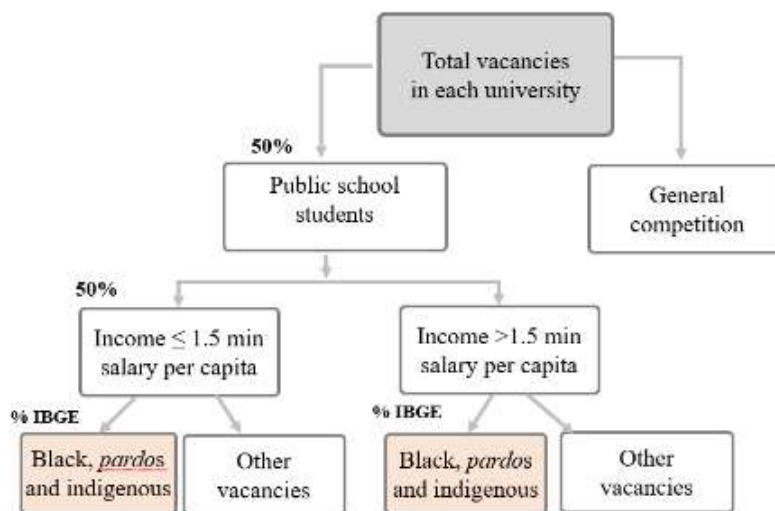 Total vacancies
in each university
50%
Public school
students
General
competition
50%
Income ≤ 1.5 min
salary per capita
Income >1.5 min
salary per capita
% IBGE
Black, pardos
and indigenous
Other
vacancies
% IBGE
Black, pardos
and indigenous
Other
vacancies